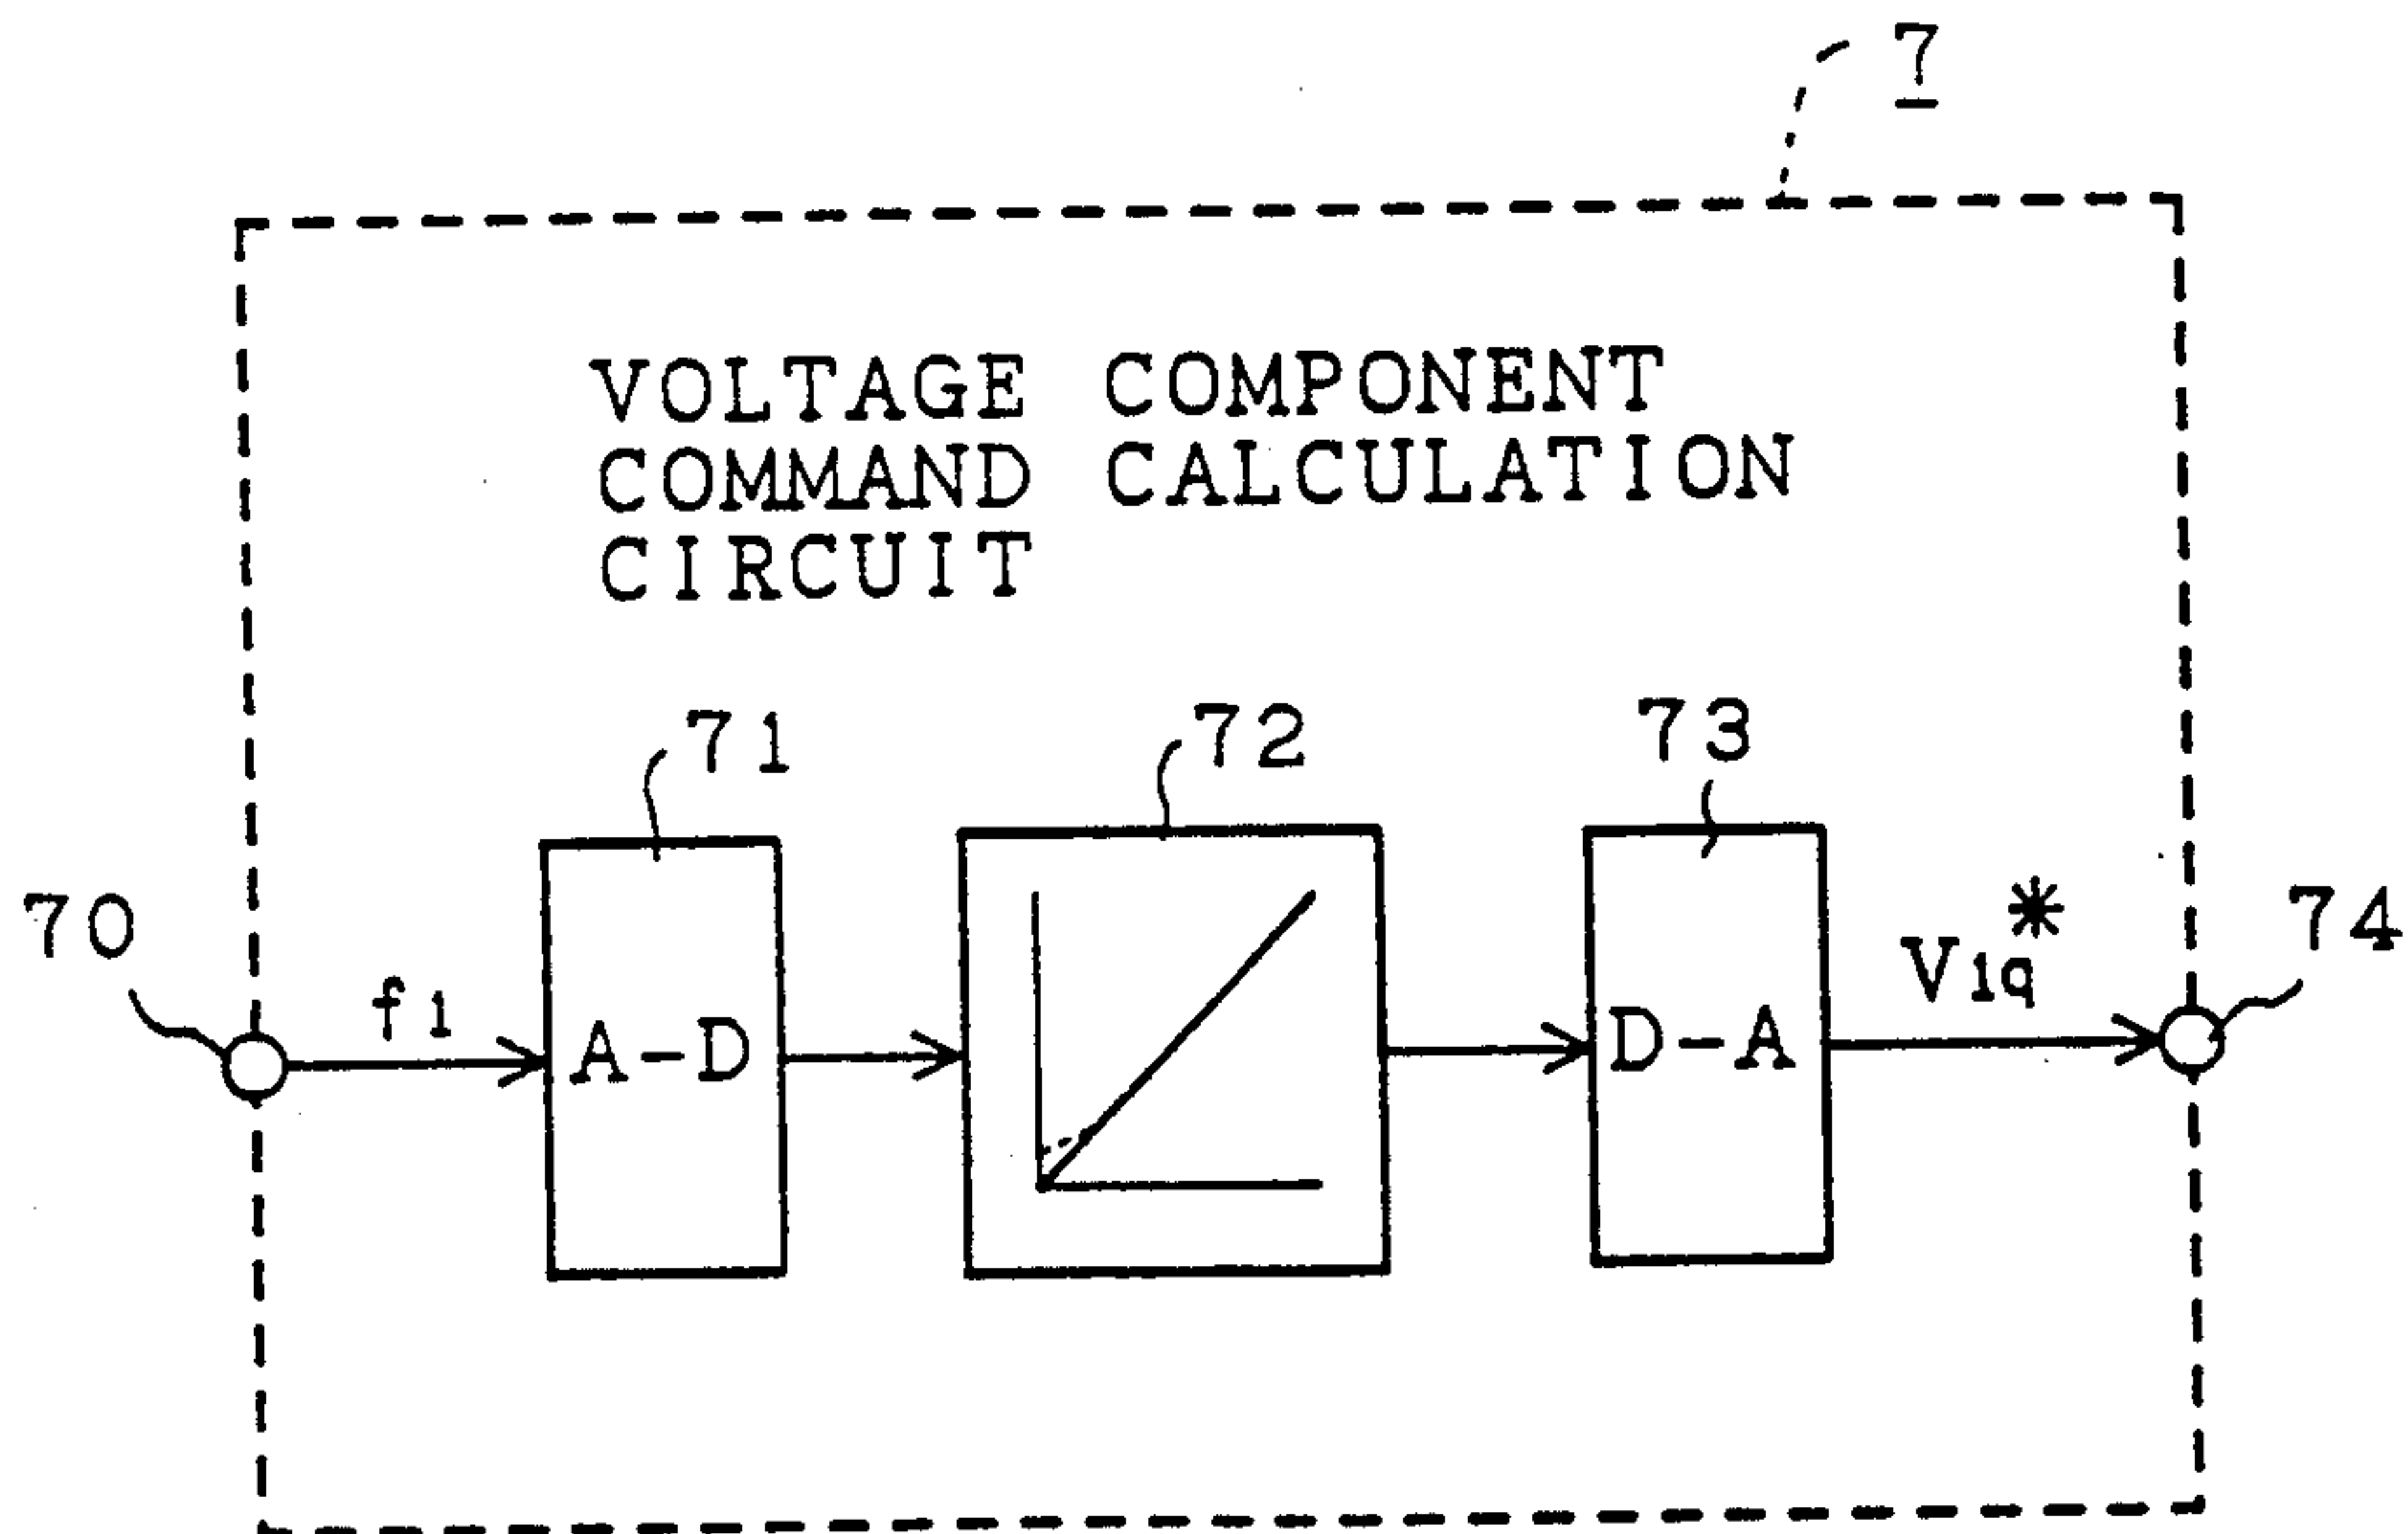 7
VOLTAGE COMPONENT
COMMAND CALCULATION
CIRCUIT
71
72
73
70
f1
A-D
D-A
V1q*
74